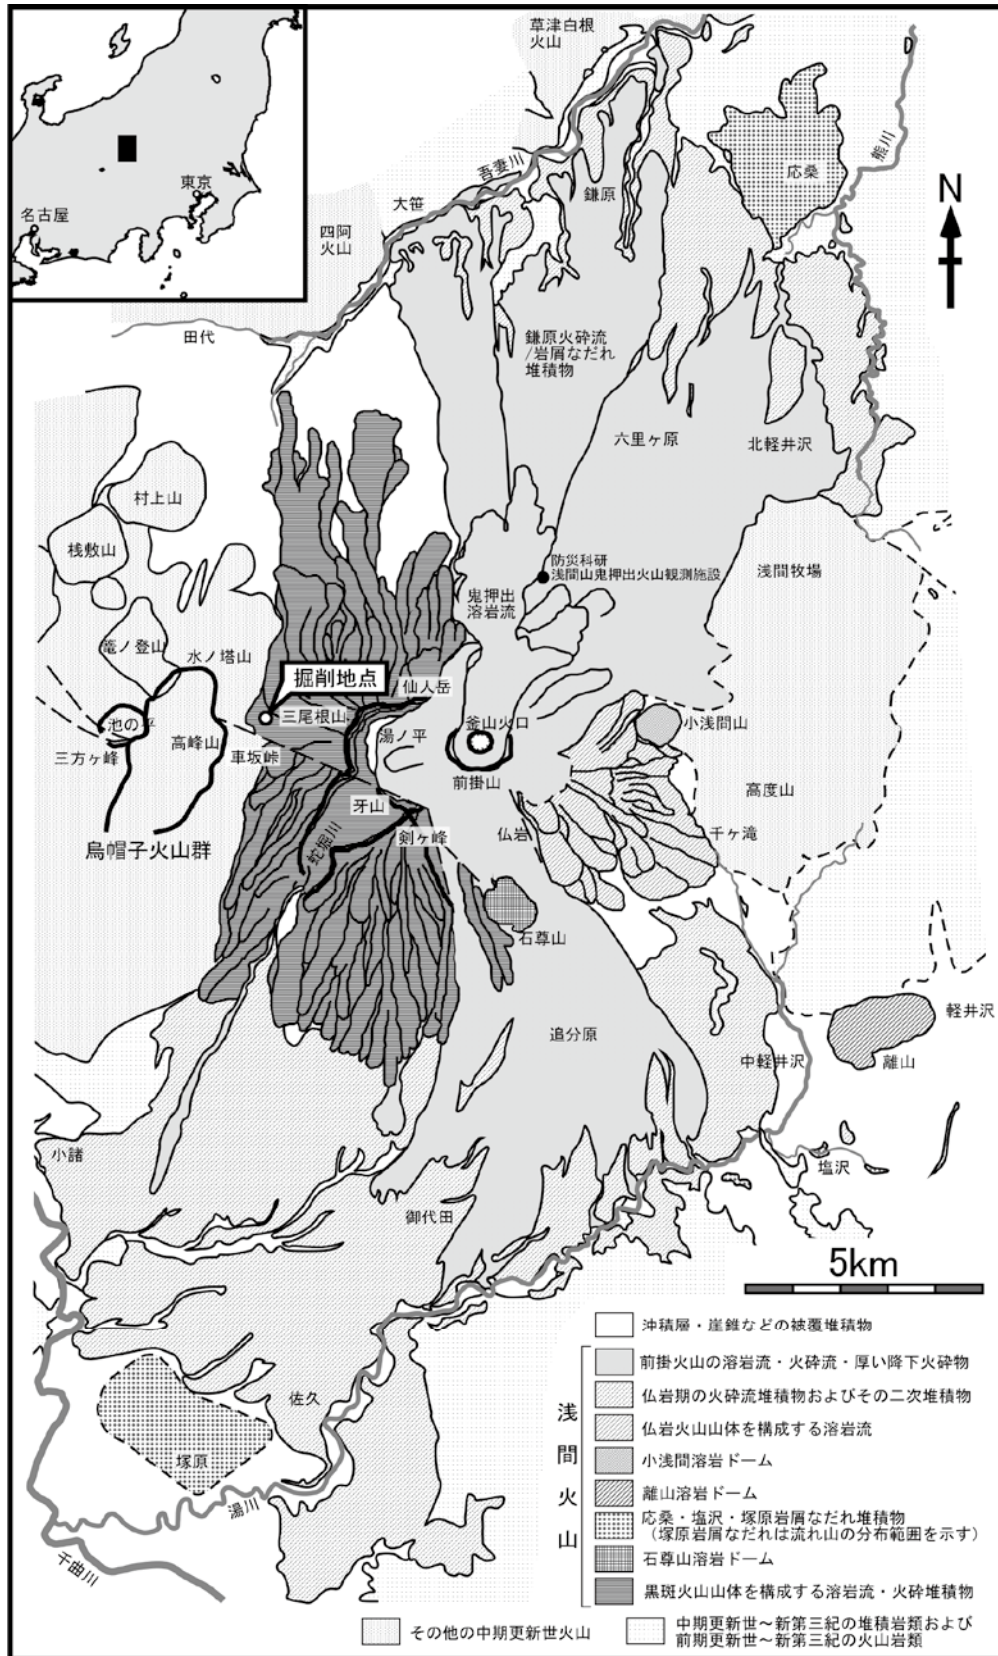 草津白根
火山
東京
名古屋
吾妻川
大笹
四阿
火山
田代
鎌原
応桑
熊川
N
鎌原火砕流
/岩屑なだれ
堆積物
六里ヶ原
北軽井沢
村上山
桟敷山
篭ノ登山
水ノ塔山
池の平
三方ヶ峰
高峰山
車坂峠
烏帽子火山群
掘削地点
三尾根山
仙人岳
湯ノ平
牙山
蛇堀川
剣ヶ峰
防災科研
浅間山鬼押出火山観測施設
鬼押出
溶岩流
釜山火口
前掛山
仏岩
小浅間山
浅間牧場
高度山
千ヶ滝
石尊山
追分原
中軽井沢
軽井沢
離山
塩沢
小諸
御代田
佐久
塚原
湯川
千曲川
5km
沖積層・崖錐などの被覆堆積物
浅間火山
前掛火山の溶岩流・火砕流・厚い降下火砕物
仏岩期の火砕流堆積物およびその二次堆積物
仏岩火山山体を構成する溶岩流
小浅間溶岩ドーム
離山溶岩ドーム
応桑・塩沢・塚原岩屑なだれ堆積物
(塚原岩屑なだれは流れ山の分布範囲を示す)
石尊山溶岩ドーム
黒斑火山山体を構成する溶岩流・火砕堆積物
その他の中期更新世火山
中期更新世～新第三紀の堆積岩類および
前期更新世～新第三紀の火山岩類